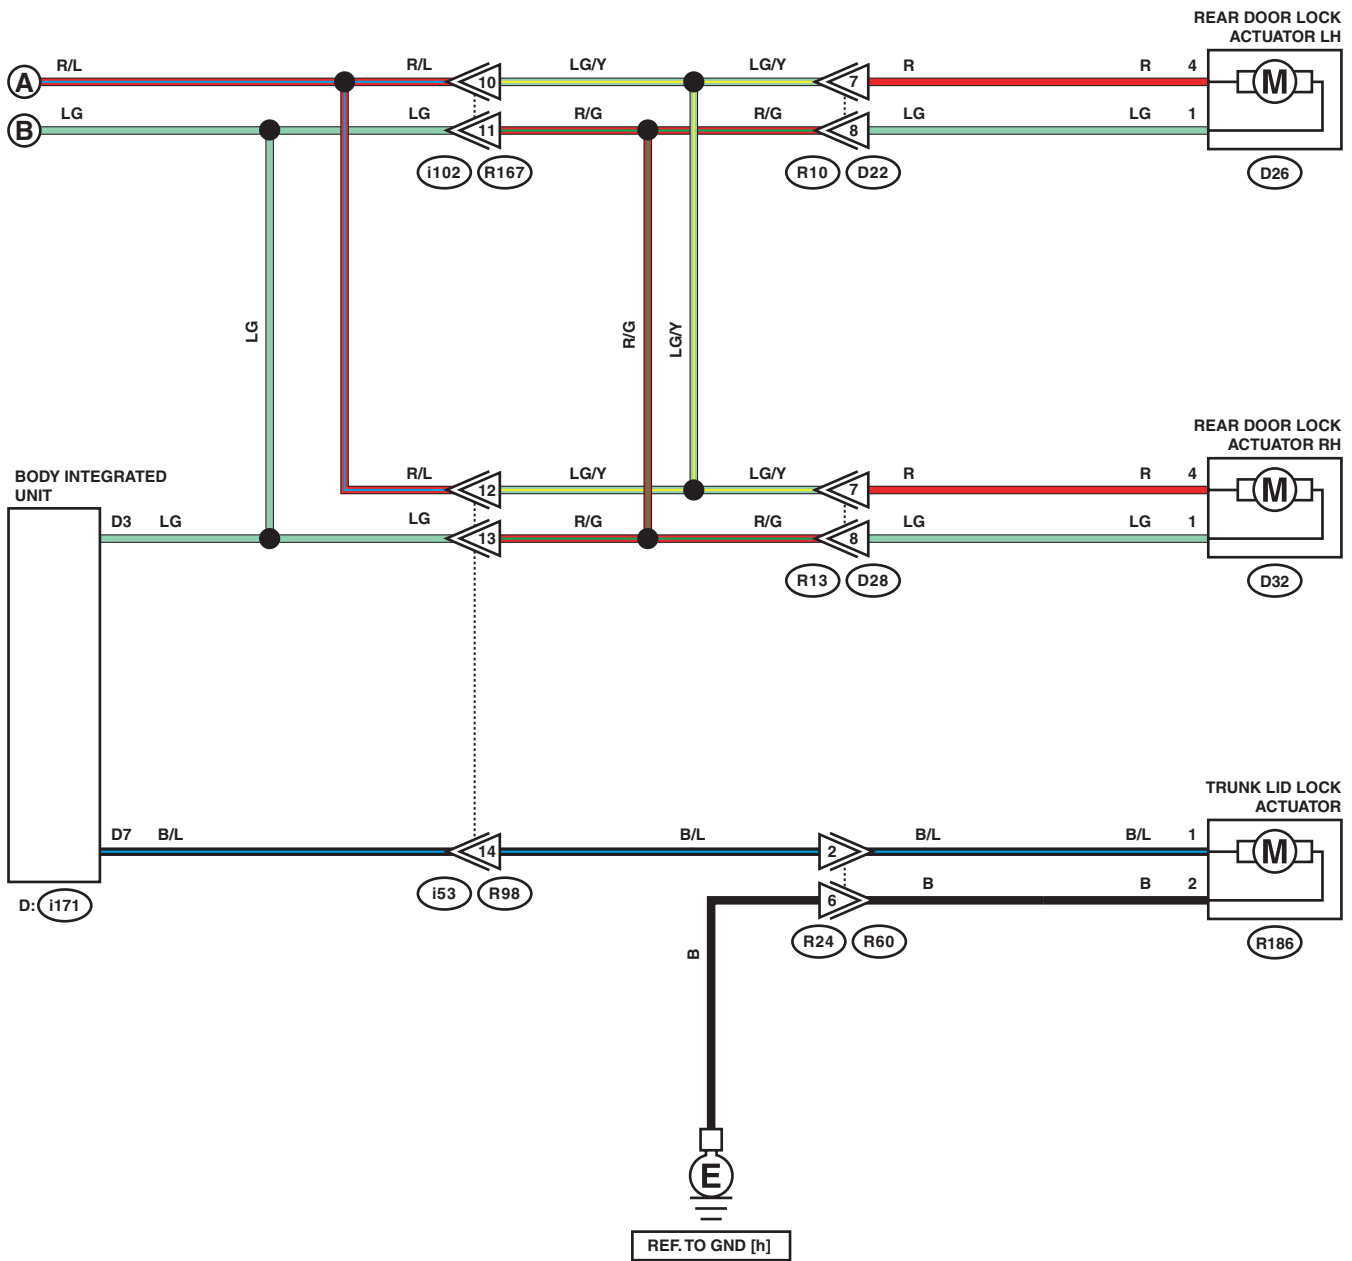 REAR DOOR LOCK
ACTUATOR LH
A R/L R/L 10 LG/Y LG/Y 7 R R 4 M
B LG LG 11 R/G R/G 8 LG LG 1
i102 R167 R10 D22 D26
LG R/G LG/Y
REAR DOOR LOCK
ACTUATOR RH
BODY INTEGRATED
UNIT
R/L 12 LG/Y LG/Y 7 R R 4 M
D3 LG LG 13 R/G R/G 8 LG LG 1
R13 D28 D32
TRUNK LID LOCK
ACTUATOR
D7 B/L 14 B/L 2 B/L B/L 1 M
6 B B 2
D: i171 i53 R98 R24 R60 R186
B
E
REF. TO GND [h]